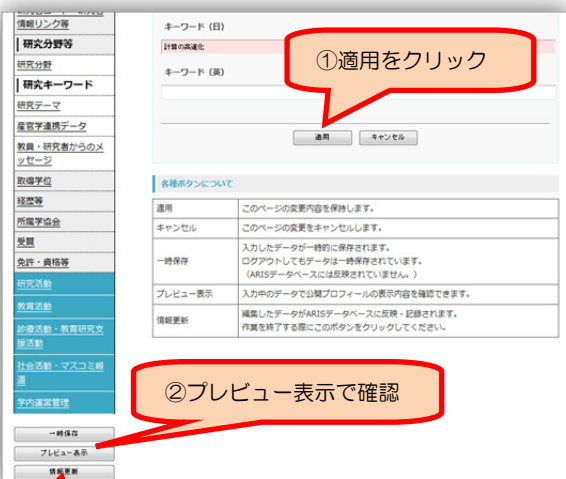 情報リンク等
研究分野等
研究分野
研究キーワード
研究テーマ
産官学連携データ
教員・研究者からのメ
ッセージ
取得学位
経歴等
所属学協会
受賞
免許・資格等
研究活動
教育活動
診療活動・教育研究支
援活動
社会活動・マスコミ報
道
学内運営管理
一時保存
プレビュー表示
情報更新
キーワード（日）
計算の高速化
キーワード（英）
①適用をクリック
適用 キャンセル
各種ボタンについて
適用 このページの変更内容を保持します。
キャンセル このページの変更をキャンセルします。
一時保存 入力したデータが一時的に保存されます。
ログアウトしてもデータは一時保存されています。
（ARISデータベースには反映されていません。）
プレビュー表示 入力中のデータで公開プロフィールの表示内容を確認できます。
情報更新 編集したデータがARISデータベースに反映・記録されます。
作業を終了する際にこのボタンをクリックしてください。
②プレビュー表示で確認